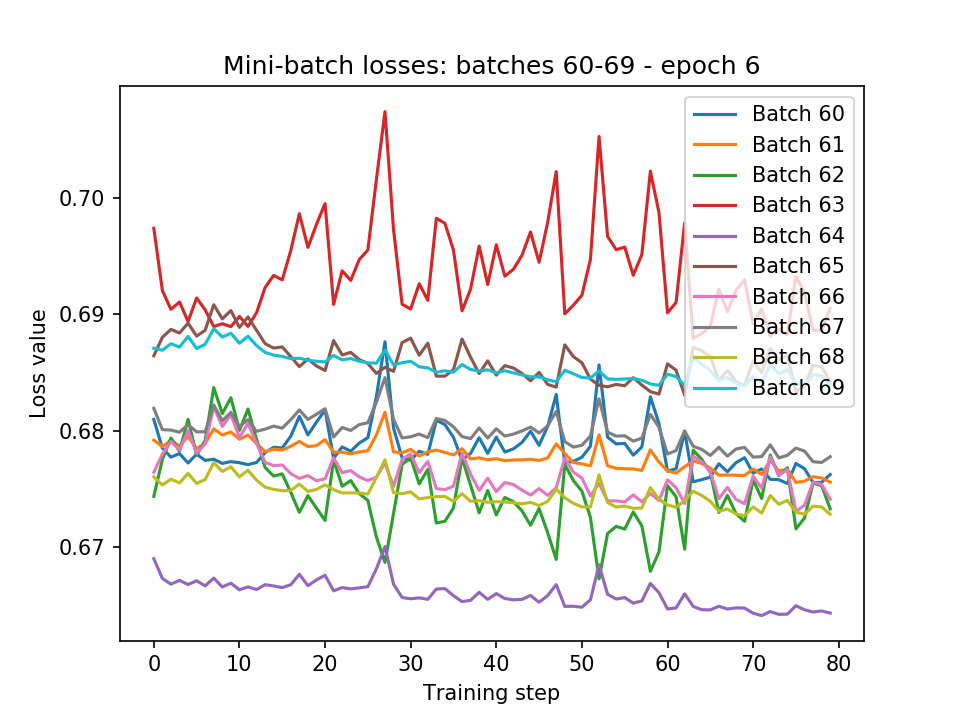 Mini-batch losses: batches 60-69 - epoch 6
Loss value
0.70
0.69
0.68
0.67
Batch 60
Batch 61
Batch 62
Batch 63
Batch 64
Batch 65
Batch 66
Batch 67
Batch 68
Batch 69
0 10 20 30 40 50 60 70 80
Training step